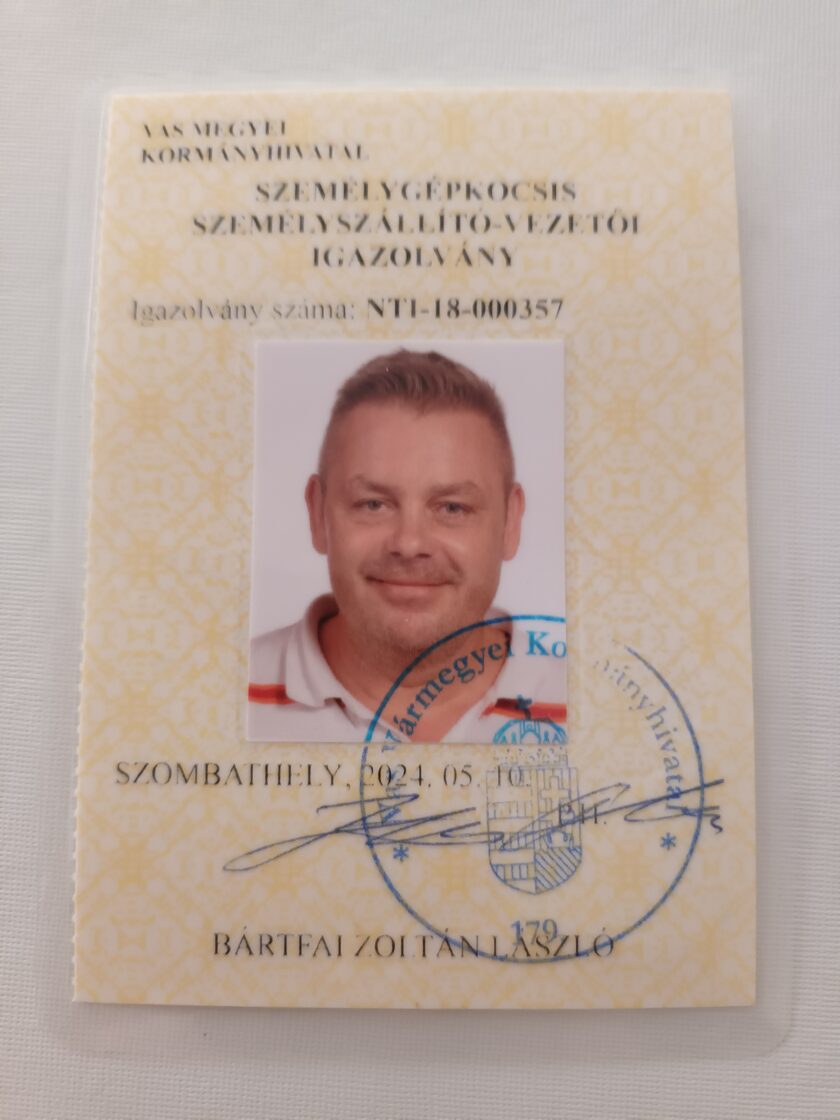 VAS MEGYEI
KORMÁNYHIVATAL
SZEMÉLYGÉPKOCSIS
SZEMÉLYSZÁLLÍTÓ-VEZETŐI
IGAZOLVÁNY
Igazolvány száma: NTI-18-000357
Vármegyei Ko mányhivatal
SZOMBATHELY, 2024. 05. 10.
P.H.
* *
179
BÁRTFAI ZOLTÁN LÁSZLÓ